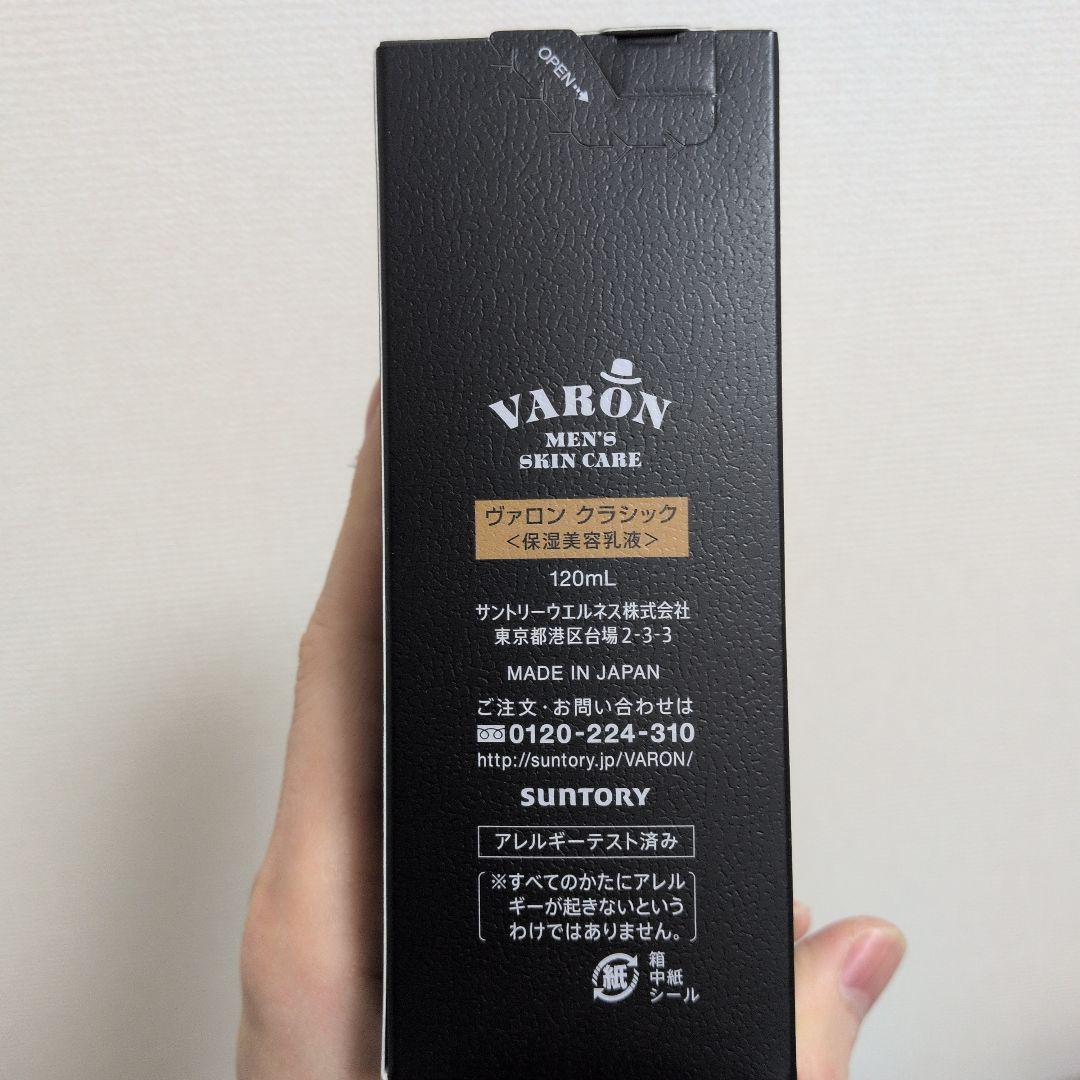 OPEN
VARON
MEN'S
SKIN CARE
ヴァロン クラシック
<保湿美容乳液>
120mL
サントリーウエルネス株式会社
東京都港区台場2-3-3
MADE IN JAPAN
ご注文・お問い合わせは
0120-224-310
http://suntory.jp/VARON/
SUNTORY
アレルギーテスト済み
※すべてのかたにアレル
ギーが起きないという
わけではありません。
紙
箱
中紙
シール